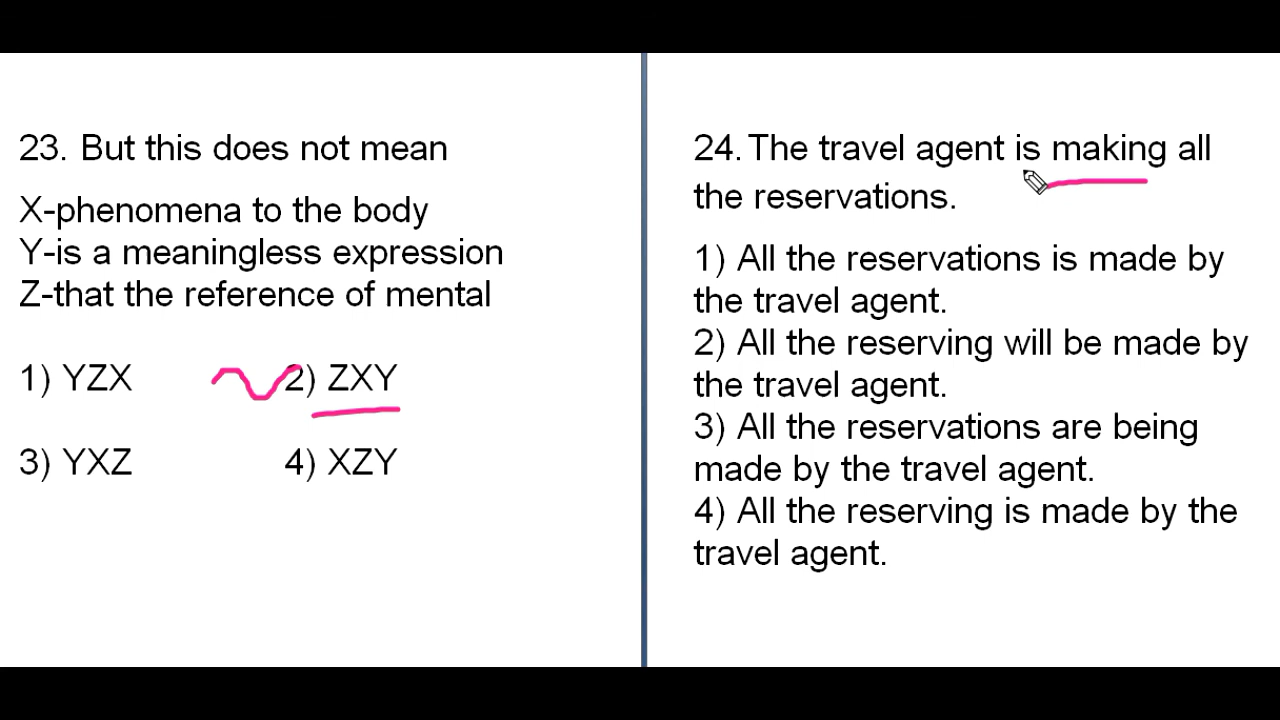 23. But this does not mean
X-phenomena to the body
Y-is a meaningless expression
Z-that the reference of mental
1) YZX 2) ZXY
3) YXZ 4) XZY
24. The travel agent is making all
the reservations.
1) All the reservations is made by
the travel agent.
2) All the reserving will be made by
the travel agent.
3) All the reservations are being
made by the travel agent.
4) All the reserving is made by the
travel agent.